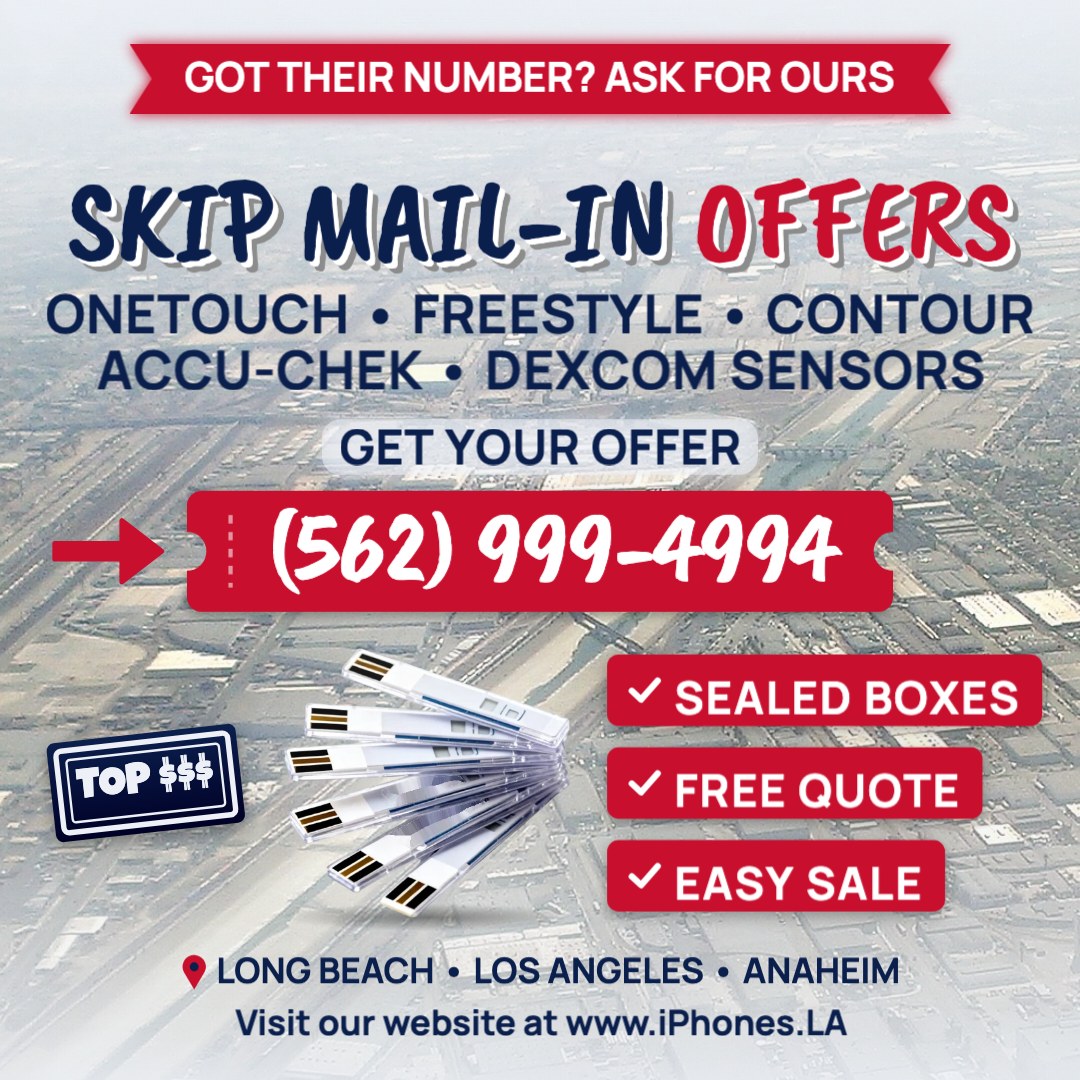 GOT THEIR NUMBER? ASK FOR OURS
SKIP MAIL-IN OFFERS
ONETOUCH • FREESTYLE • CONTOUR
ACCU-CHEK • DEXCOM SENSORS
GET YOUR OFFER
(562) 999-4994
✓ SEALED BOXES
TOP $$$
✓ FREE QUOTE
✓ EASY SALE
LONG BEACH • LOS ANGELES • ANAHEIM
Visit our website at www.iPhones.LA